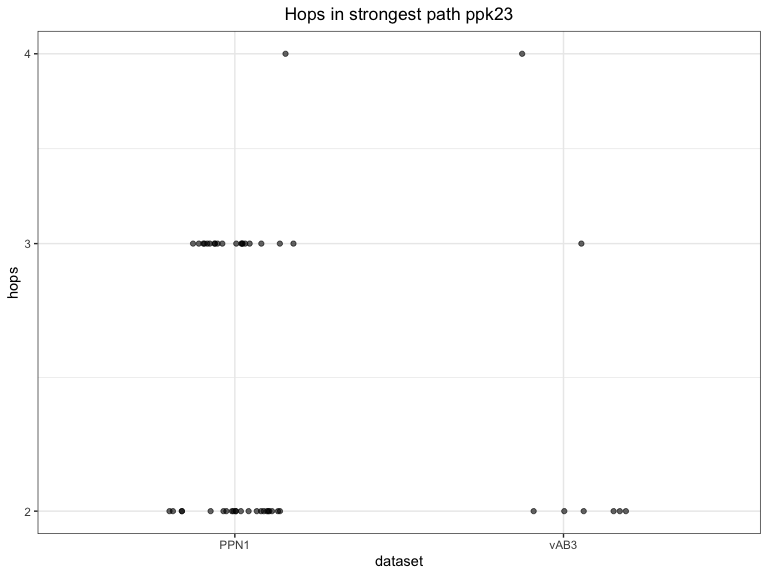 Hops in strongest path ppk23
4
3
2
hops
PPN1
vAB3
dataset